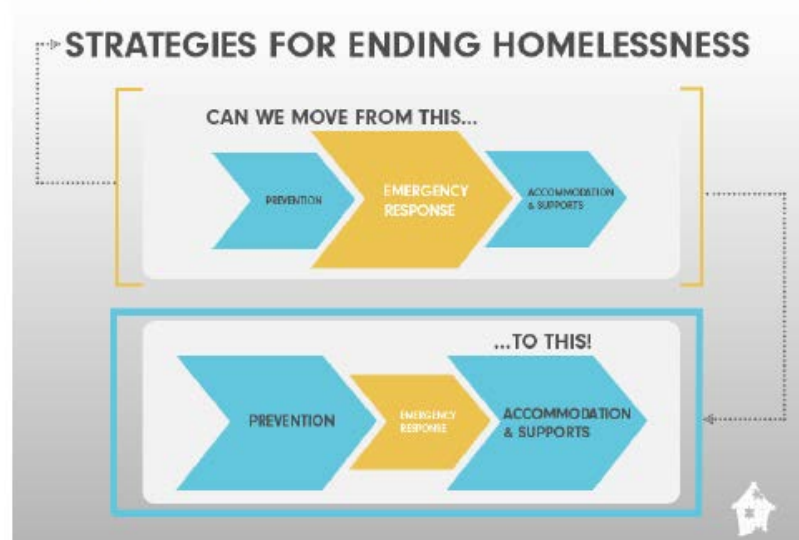 STRATEGIES FOR ENDING HOMELESSNESS
CAN WE MOVE FROM THIS...
PREVENTION
EMERGENCY
RESPONSE
ACCOMMODATION
& SUPPORTS
...TO THIS!
PREVENTION
EMERGENCY
RESPONSE
ACCOMMODATION
& SUPPORTS